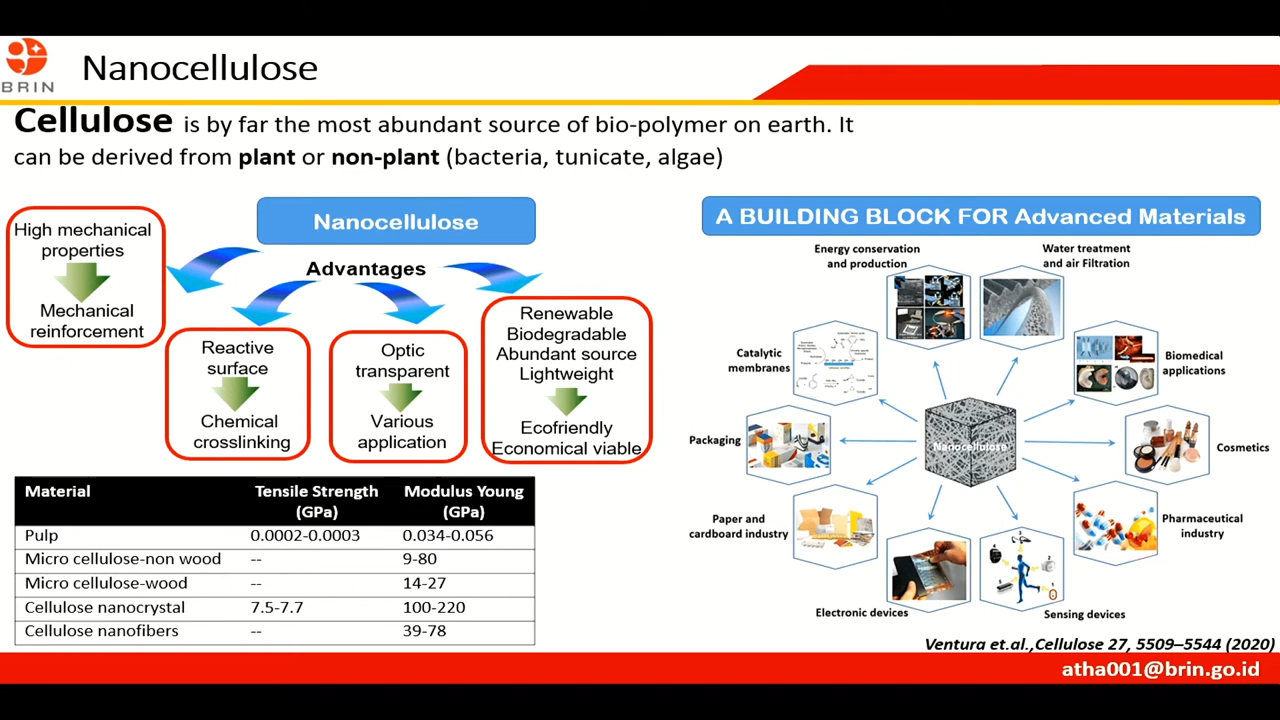 BRIN
Nanocellulose
Cellulose is by far the most abundant source of bio-polymer on earth. It
can be derived from plant or non-plant (bacteria, tunicate, algae)
Nanocellulose
Advantages
High mechanical
properties
Mechanical
reinforcement
Reactive
surface
Chemical
crosslinking
Optic
transparent
Various
application
Renewable
Biodegradable
Abundant source
Lightweight
Ecofriendly
Economical viable
Material Tensile Strength (GPa) Modulus Young (GPa)
Pulp 0.0002-0.0003 0.034-0.056
Micro cellulose-non wood -- 9-80
Micro cellulose-wood -- 14-27
Cellulose nanocrystal 7.5-7.7 100-220
Cellulose nanofibers -- 39-78
A BUILDING BLOCK FOR Advanced Materials
Energy conservation
and production
Water treatment
and air Filtration
Catalytic
membranes
Biomedical
applications
Packaging
Nanocellulose
Cosmetics
Paper and
cardboard industry
Pharmaceutical
industry
Electronic devices
Sensing devices
Ventura et.al.,Cellulose 27, 5509–5544 (2020)
atha001@brin.go.id